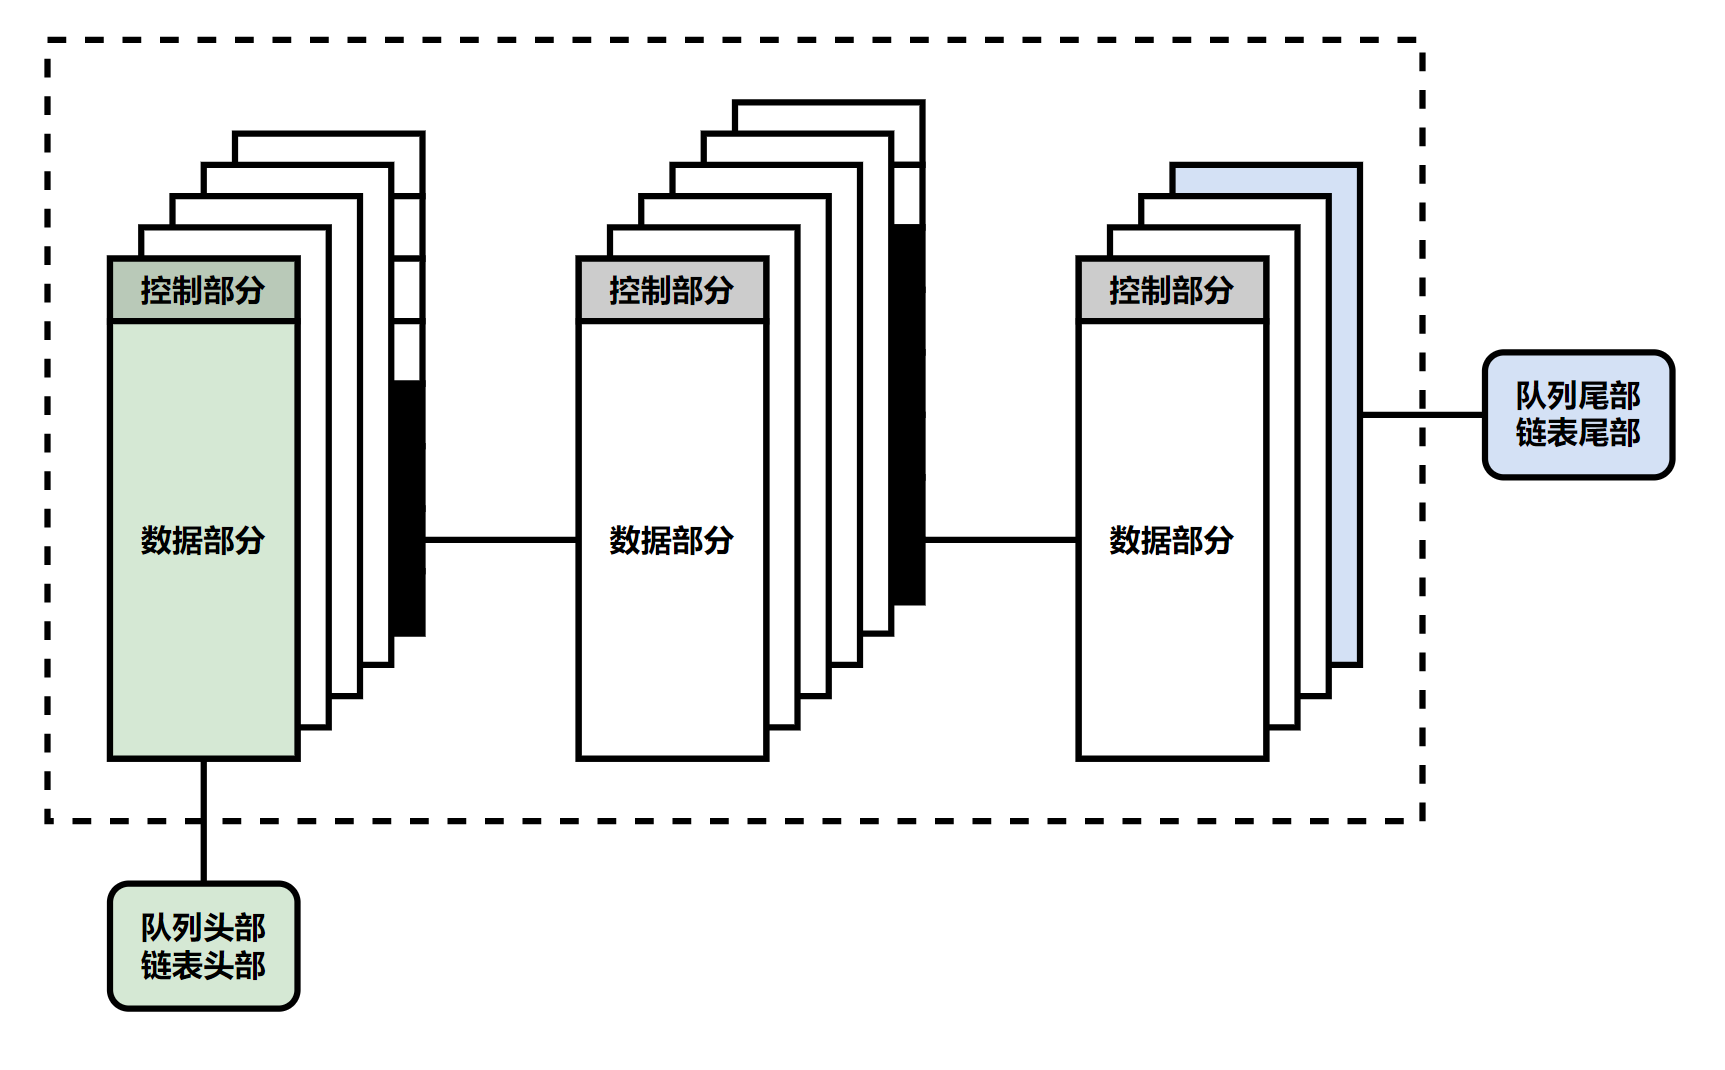 控制部分
控制部分
控制部分
数据部分
数据部分
数据部分
队列尾部
链表尾部
队列头部
链表头部